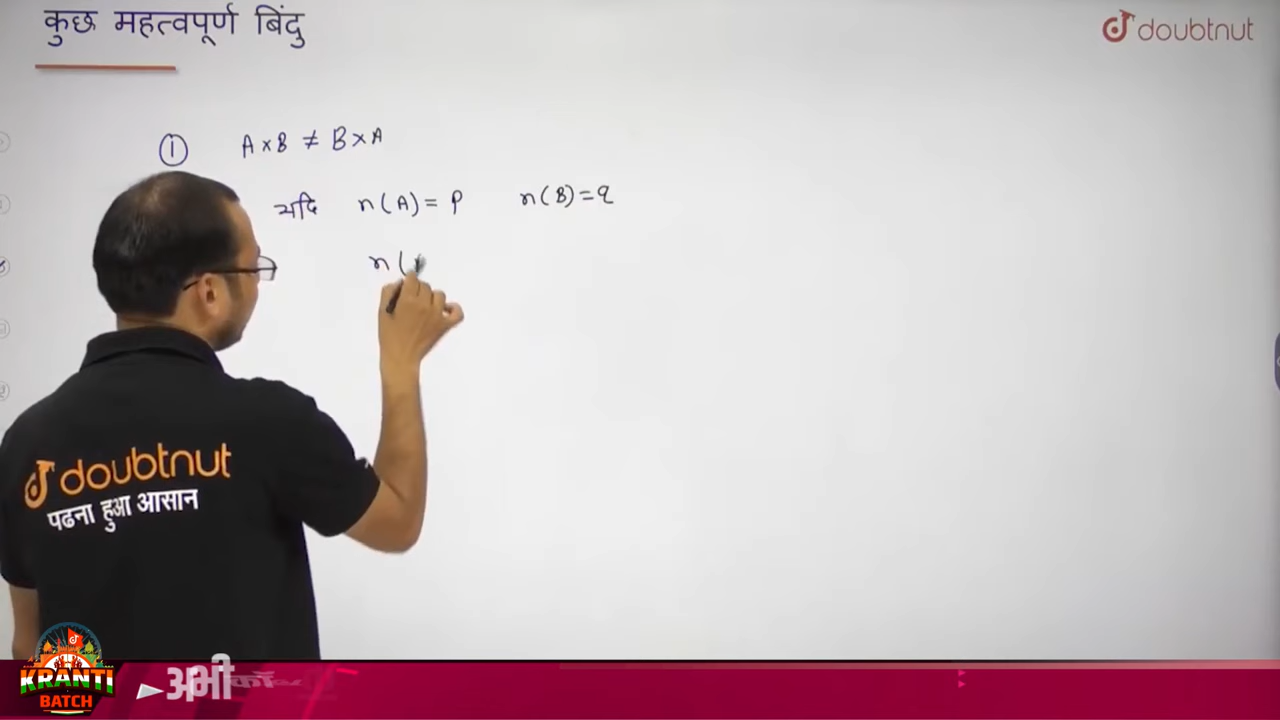 कुछ महत्वपूर्ण बिंदु
doubtnut
① A × B ≠ B × A
यदि n(A) = p n(B) = q
n(
doubtnut
पढना हुआ आसान
KRANTI
BATCH
अभी